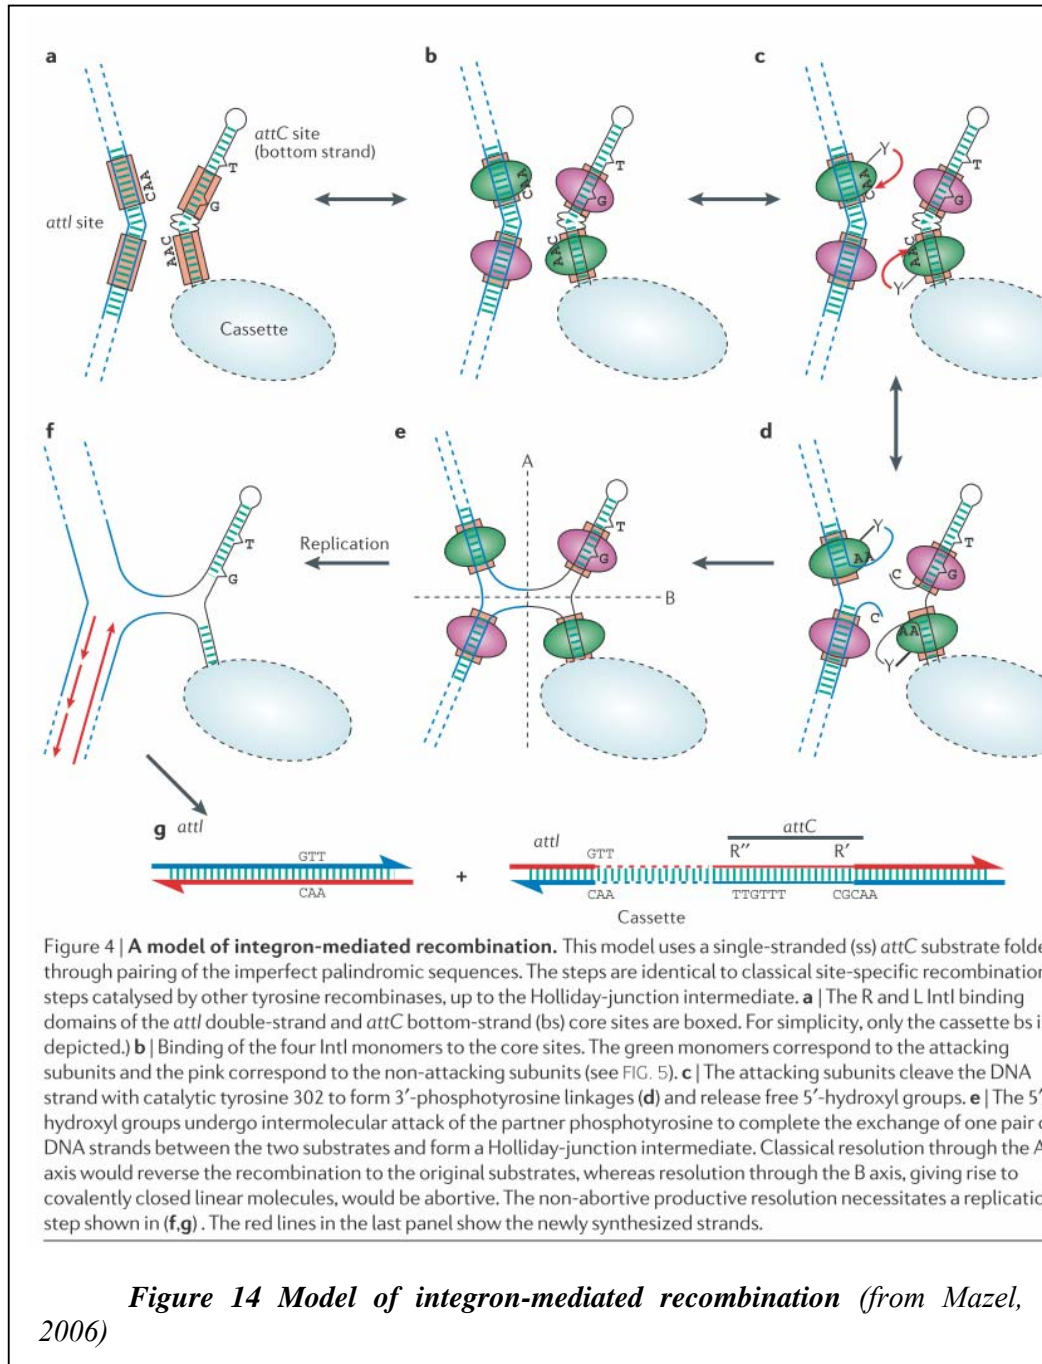 a
b
c
attC site
(bottom strand)
T
CAA
G
attI site
AAC
Cassette
T
CAA
G
AAC
Y
T
CAA
G
AAC
Y
f
e
d
A
T
G
Replication
T
G
B
Y
T
AA
C
G
C
AA
Y
g attI
GTT
CAA
+
attI
GTT
attC
R″
R′
CAA
TTGTTT
CGCAA
Cassette
Figure 4 | A model of integron-mediated recombination. This model uses a single-stranded (ss) attC substrate folde
through pairing of the imperfect palindromic sequences. The steps are identical to classical site-specific recombination
steps catalysed by other tyrosine recombinases, up to the Holliday-junction intermediate. a | The R and L IntI binding
domains of the attI double-strand and attC bottom-strand (bs) core sites are boxed. For simplicity, only the cassette bs i
depicted.) b | Binding of the four IntI monomers to the core sites. The green monomers correspond to the attacking
subunits and the pink correspond to the non-attacking subunits (see FIG. 5). c | The attacking subunits cleave the DNA
strand with catalytic tyrosine 302 to form 3′-phosphotyrosine linkages (d) and release free 5′-hydroxyl groups. e | The 5′
hydroxyl groups undergo intermolecular attack of the partner phosphotyrosine to complete the exchange of one pair o
DNA strands between the two substrates and form a Holliday-junction intermediate. Classical resolution through the A
axis would reverse the recombination to the original substrates, whereas resolution through the B axis, giving rise to
covalently closed linear molecules, would be abortive. The non-abortive productive resolution necessitates a replicatio
step shown in (f,g) . The red lines in the last panel show the newly synthesized strands.
Figure 14 Model of integron-mediated recombination (from Mazel,
2006)